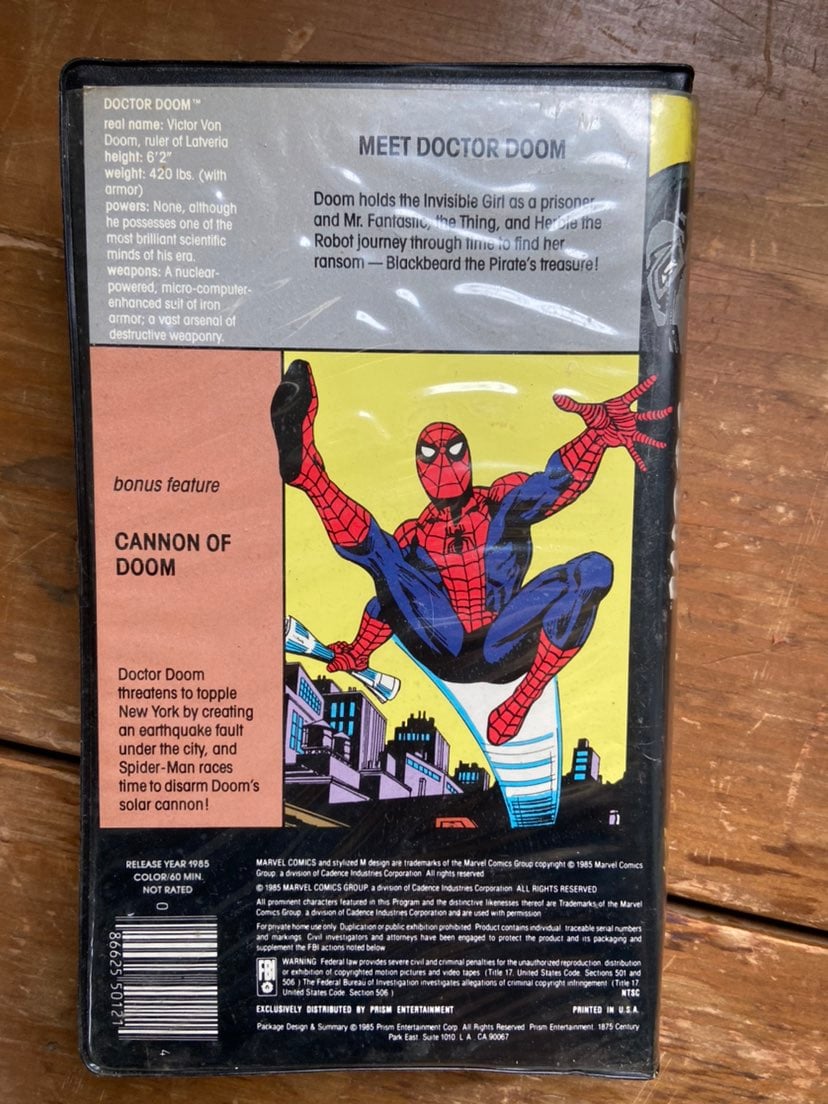 DOCTOR DOOM™
real name: Victor Von
Doom, ruler of Latveria
height: 6'2"
weight: 420 lbs. (with
armor)
powers: None, although
he possesses one of the
most brilliant scientific
minds of his era.
weapons: A nuclear-
powered, micro-computer-
enhanced suit of iron
armor; a vast arsenal of
destructive weaponry.
MEET DOCTOR DOOM
Doom holds the Invisible Girl as a prisoner
and Mr. Fantastic, the Thing, and Herbie the
Robot journey through time to find her
ransom — Blackbeard the Pirate's treasure!
bonus feature
CANNON OF
DOOM
Doctor Doom
threatens to topple
New York by creating
an earthquake fault
under the city, and
Spider-Man races
time to disarm Doom's
solar cannon!
RELEASE YEAR 1985
COLOR/60 MIN.
NOT RATED
0
86625 50121
4
MARVEL COMICS and stylized M design are trademarks of the Marvel Comics Group copyright © 1985 Marvel Comics
Group, a division of Cadence Industries Corporation. All rights reserved
© 1985 MARVEL COMICS GROUP a division of Cadence Industries Corporation ALL RIGHTS RESERVED
All prominent characters featured in this Program and the distinctive likenesses thereof are Trademarks of the Marvel
Comics Group a division of Cadence Industries Corporation and are used with permission
For private home use only. Duplication or public exhibition prohibited. Product contains individual, traceable serial numbers
and markings. Civil investigators and attorneys have been engaged to protect the product and its packaging and
supplement the FBI actions noted below
FBI
WARNING: Federal law provides severe civil and criminal penalties for the unauthorized reproduction, distribution
or exhibition of copyrighted motion pictures and video tapes (Title 17, United States Code, Sections 501 and
506.) The Federal Bureau of Investigation investigates allegations of criminal copyright infringement (Title 17,
United States Code, Section 506.)
NTSC
EXCLUSIVELY DISTRIBUTED BY PRISM ENTERTAINMENT
PRINTED IN U.S.A.
Package Design & Summary © 1985 Prism Entertainment Corp. All Rights Reserved. Prism Entertainment, 1875 Century
Park East, Suite 1010, L.A., CA 90067